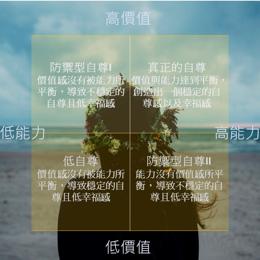 高價值
防禦型自尊I
價值感沒有被能力所
平衡，導致不穩定的
自尊且低幸福感
真正的自尊
價值與能力達到平衡，
創造出一個穩定的自
尊感以及幸福感
低能力
高能力
低自尊
價值感沒有被能力所
平衡，導致穩定的自
尊且低幸福感
防禦型自尊II
能力沒有價值感所平
衡，導致不穩定的自
尊且低幸福感
低價值